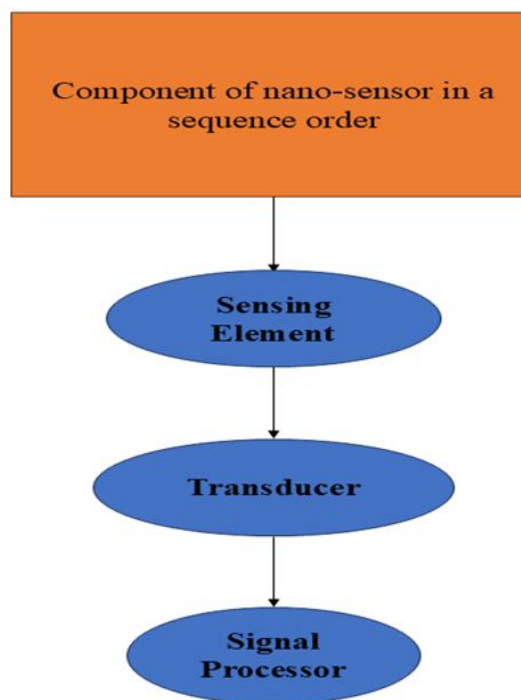 Component of nano-sensor in a
sequence order
Sensing
Element
Transducer
Signal
Processor